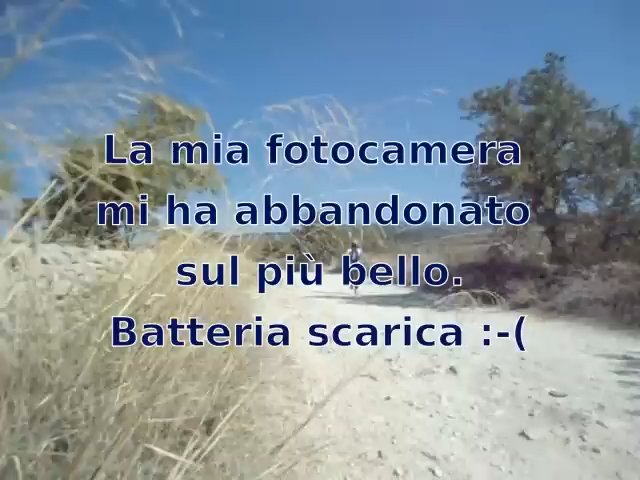 La mia fotocamera
mi ha abbandonato
sul più bello.
Batteria scarica :-(